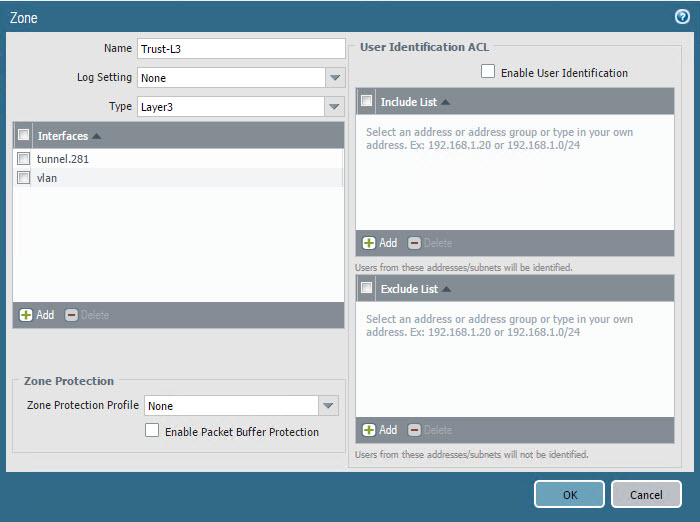 Zone
Name Trust-L3
Log Setting None
Type Layer3
Interfaces
tunnel.281
vlan
Add Delete
Zone Protection
Zone Protection Profile None
Enable Packet Buffer Protection
User Identification ACL
Enable User Identification
Include List
Select an address or address group or type in your own
address. Ex: 192.168.1.20 or 192.168.1.0/24
Add Delete
Users from these addresses/subnets will be identified.
Exclude List
Select an address or address group or type in your own
address. Ex: 192.168.1.20 or 192.168.1.0/24
Add Delete
Users from these addresses/subnets will not be identified.
OK Cancel